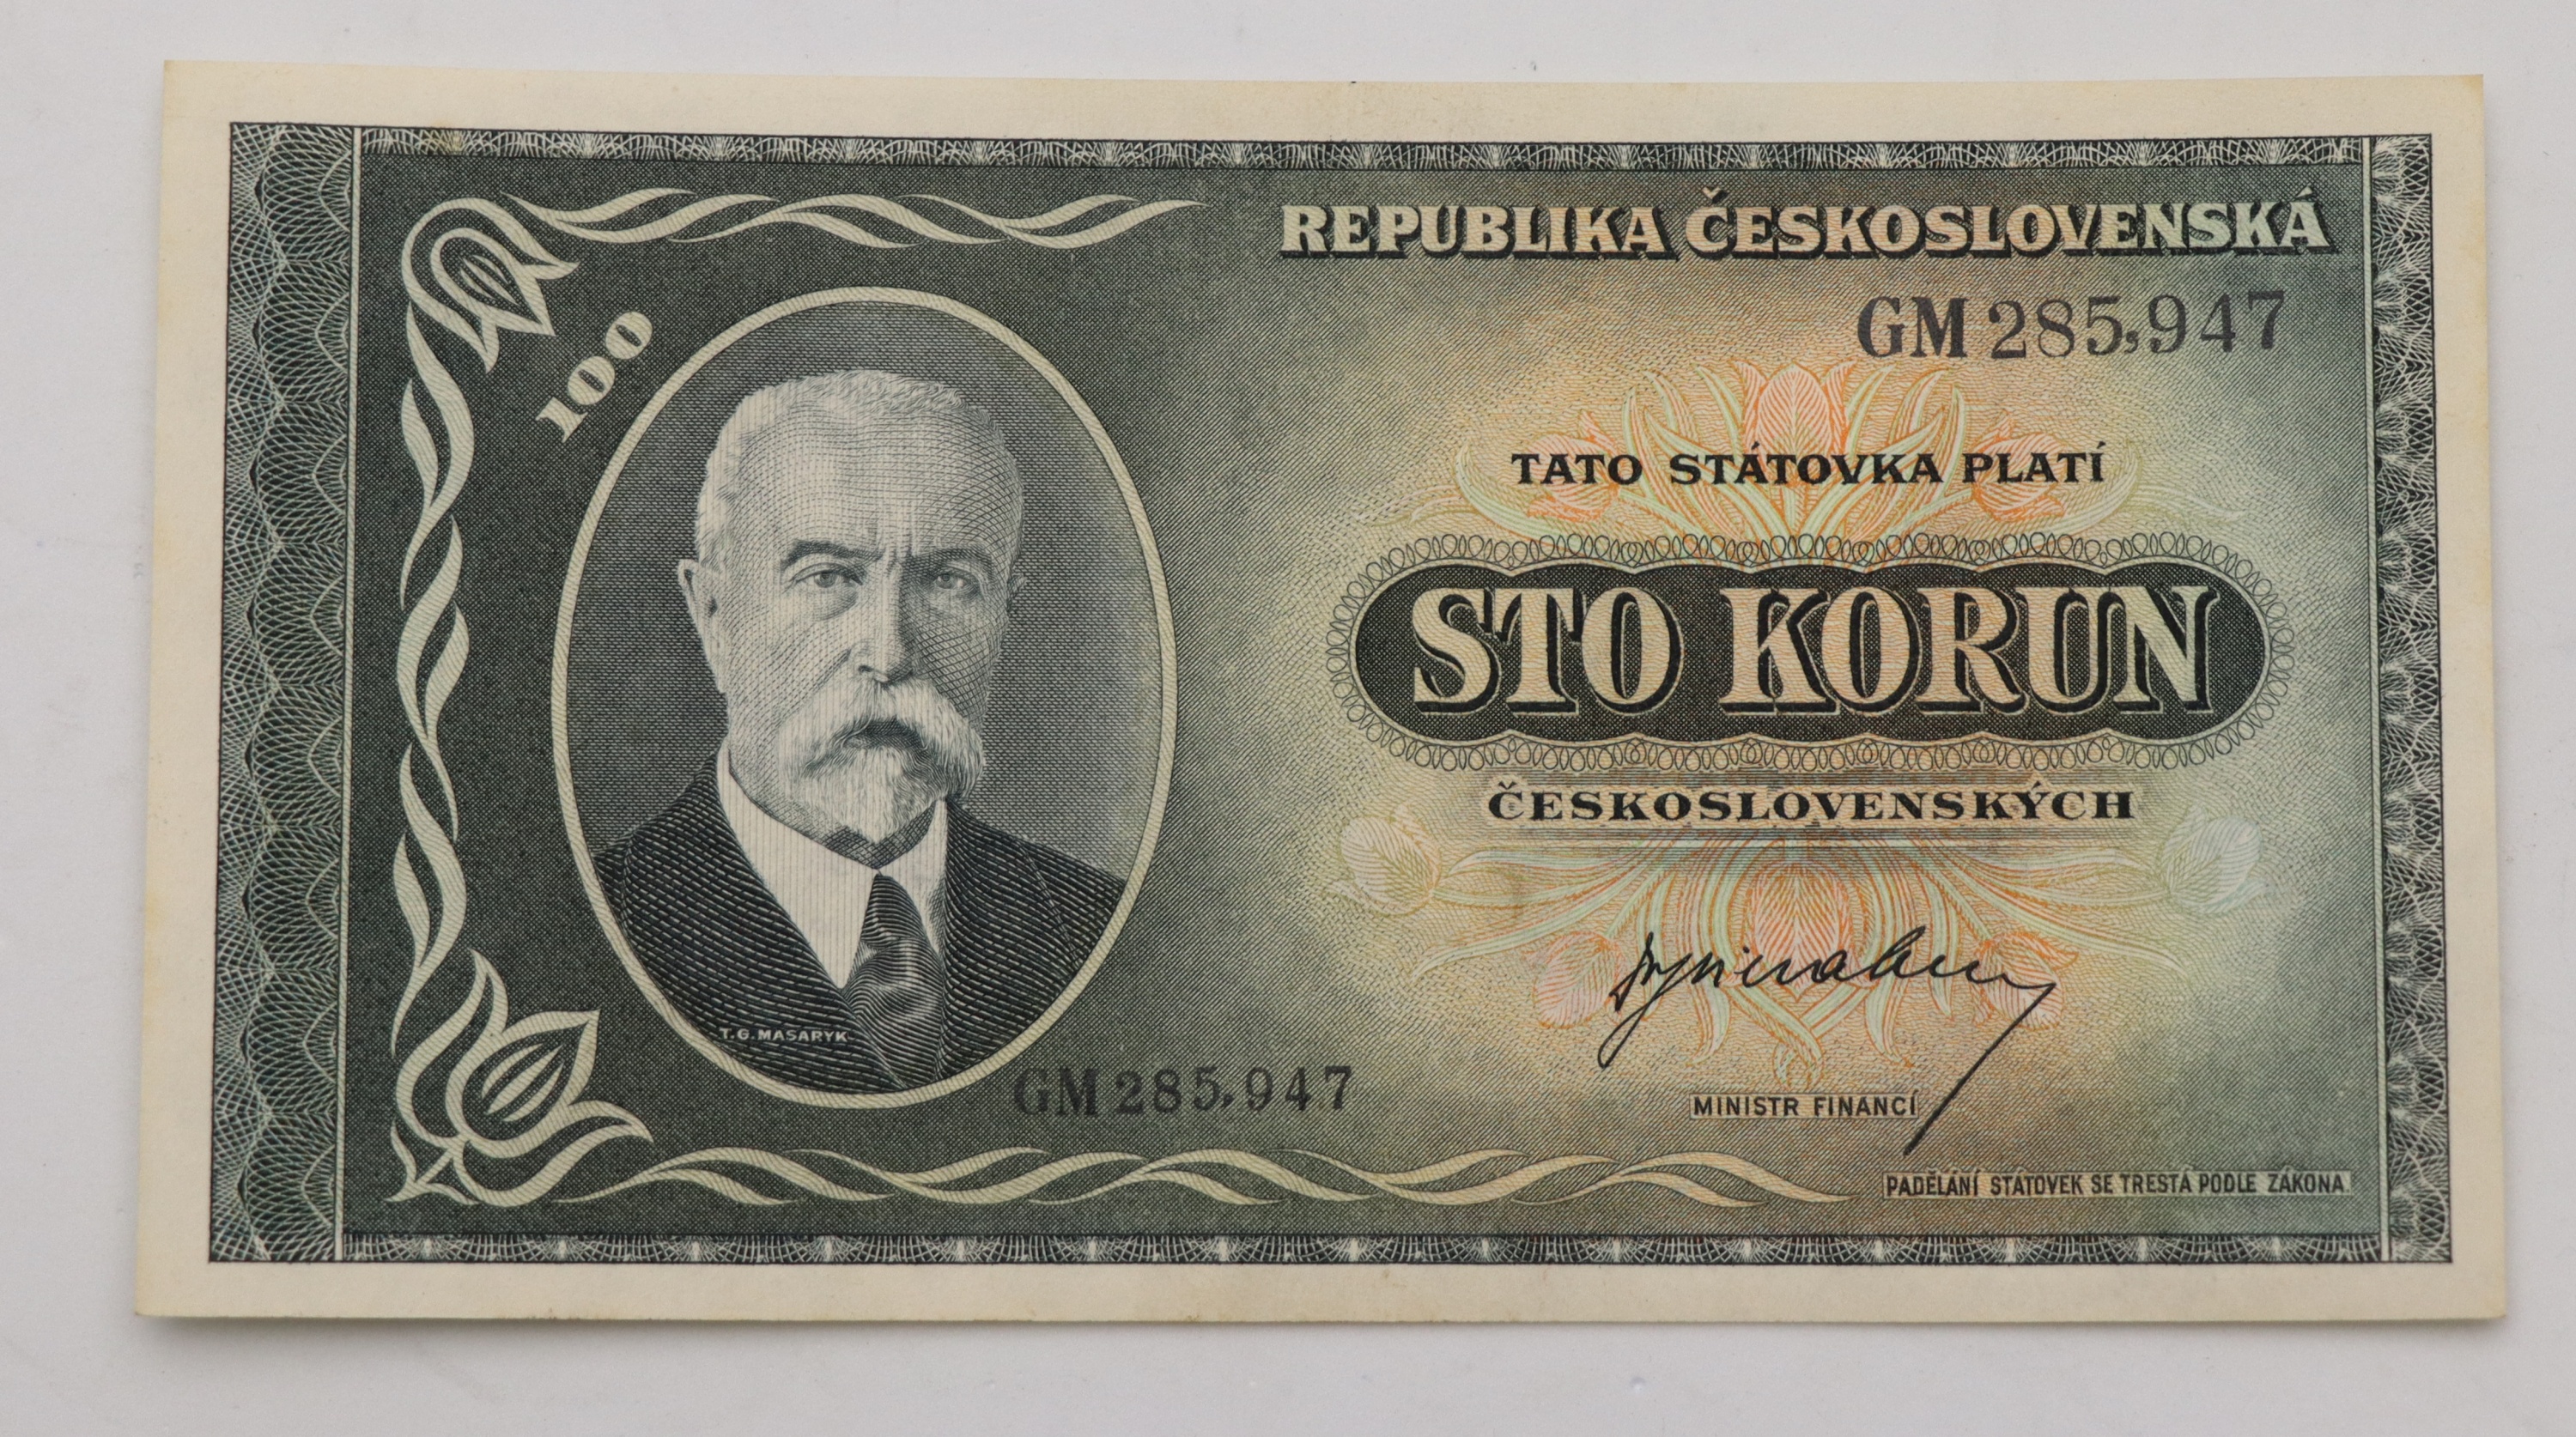 REPUBLIKA ČESKOSLOVENSKÁ
GM 285,947
100
TATO STÁTOVKA PLATÍ
STO KORUN
ČESKOSLOVENSKÝCH
T. G. MASARYK
GM 285,947
MINISTR FINANCÍ
PADĚLÁNÍ STÁTOVEK SE TRESTÁ PODLE ZÁKONA